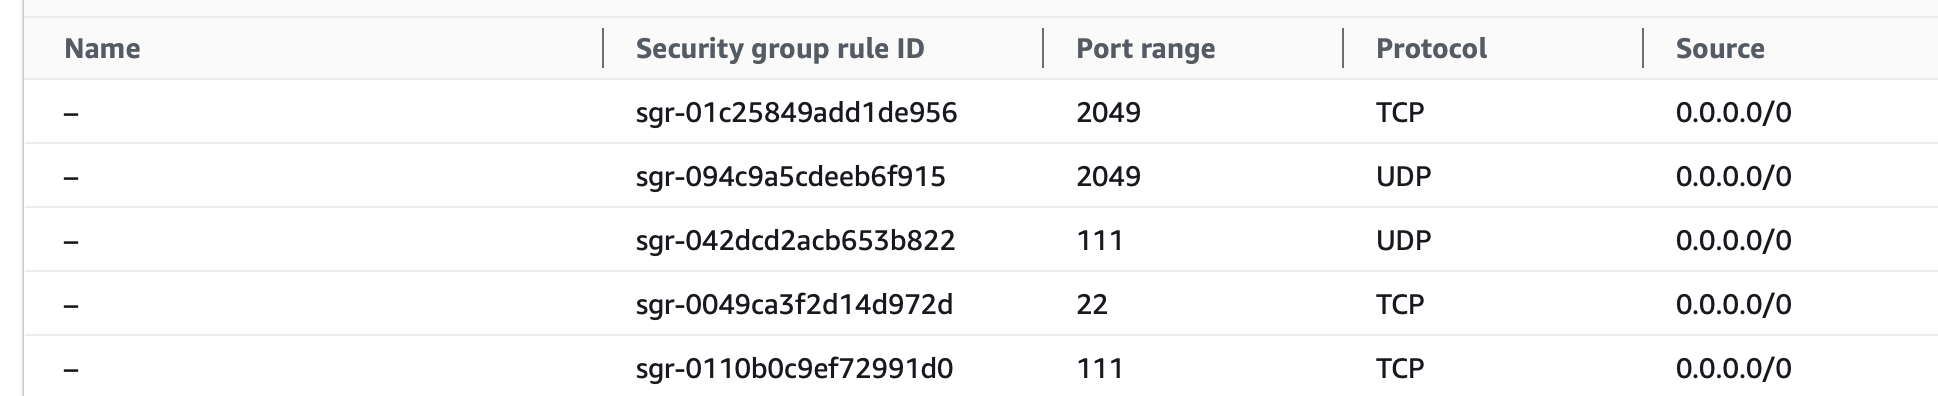 Name Security group rule ID Port range Protocol Source
– sgr-01c25849add1de956 2049 TCP 0.0.0.0/0
– sgr-094c9a5cdeeb6f915 2049 UDP 0.0.0.0/0
– sgr-042dcd2acb653b822 111 UDP 0.0.0.0/0
– sgr-0049ca3f2d14d972d 22 TCP 0.0.0.0/0
– sgr-0110b0c9ef72991d0 111 TCP 0.0.0.0/0